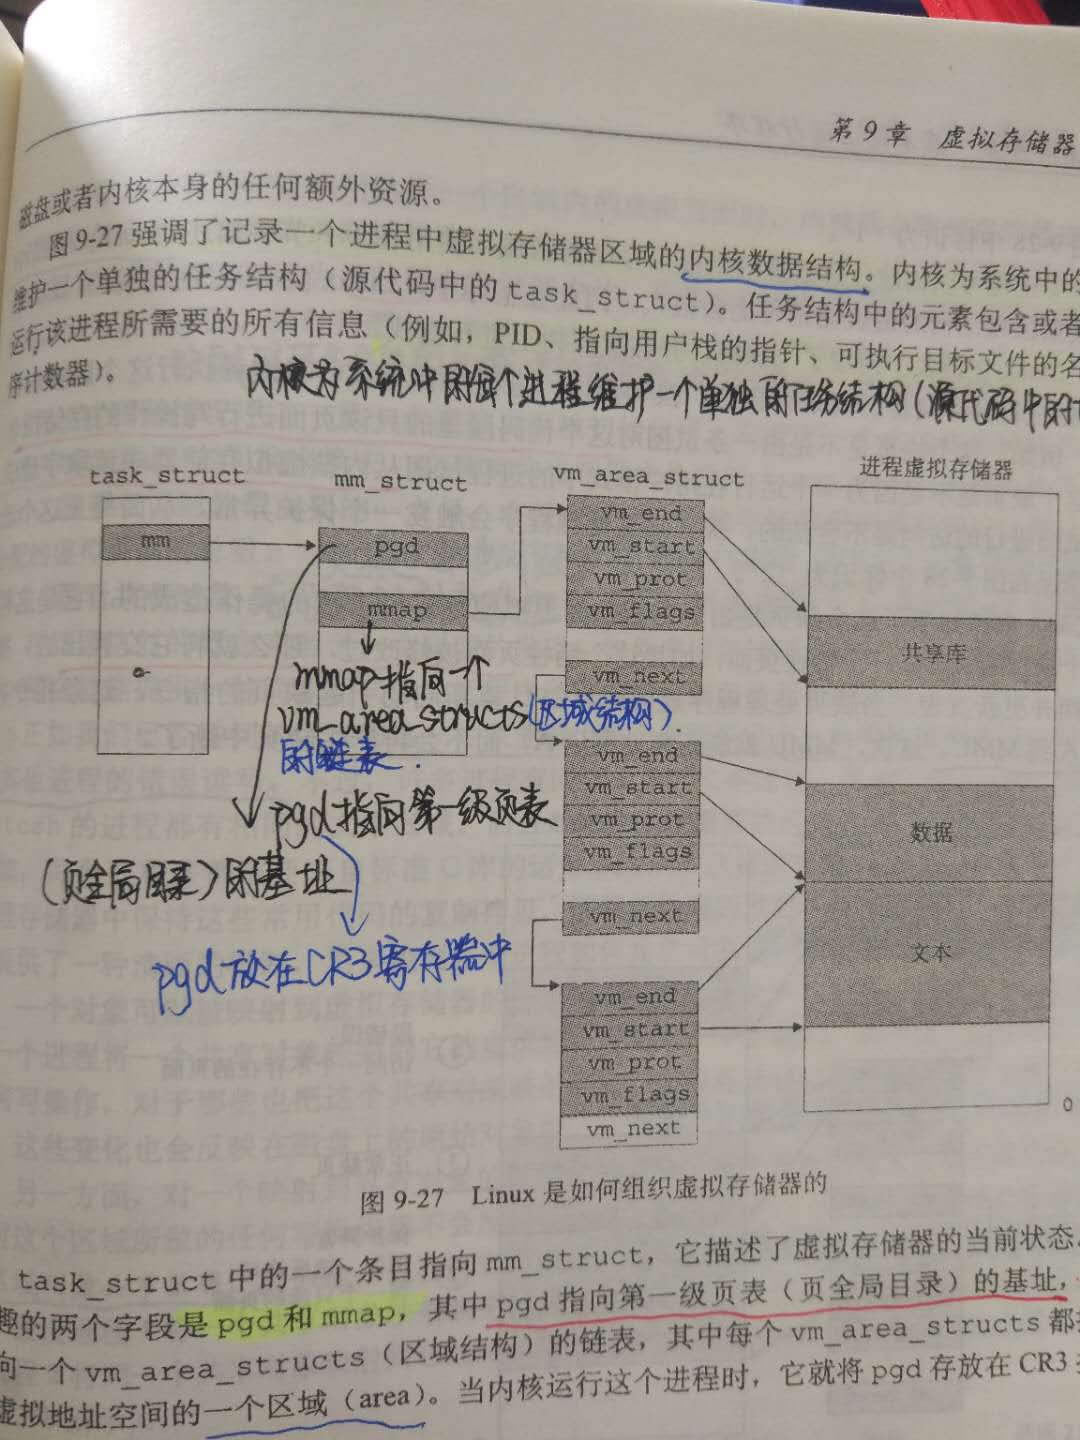 第9章 虚拟存储器
磁盘或者内核本身的任何额外资源。
图9-27强调了记录一个进程中虚拟存储器区域的内核数据结构。内核为系统中的
维护一个单独的任务结构（源代码中的task_struct）。任务结构中的元素包含或者
运行该进程所需要的所有信息（例如，PID、指向用户栈的指针、可执行目标文件的名
序计数器）。
内核为系统中的每个进程维护一个单独的任务结构(源代码中的
task_struct
mm
mm_struct
pgd
mmap
vm_area_struct
vm_end
vm_start
vm_prot
vm_flags
vm_next
vm_end
vm_start
vm_prot
vm_flags
vm_next
vm_end
vm_start
vm_prot
vm_flags
vm_next
进程虚拟存储器
共享库
数据
文本
0
mmap指向一个
vm_area_structs(区域结构)
的链表.
pgd指向第一级页表
(页全局目录)的基址
pgd放在CR3寄存器中
图9-27 Linux是如何组织虚拟存储器的
task_struct中的一个条目指向mm_struct，它描述了虚拟存储器的当前状态。
趣的两个字段是pgd和mmap，其中pgd指向第一级页表（页全局目录）的基址，
向一个vm_area_structs（区域结构）的链表，其中每个vm_area_structs都
虚拟地址空间的一个区域（area）。当内核运行这个进程时，它就将pgd存放在CR3